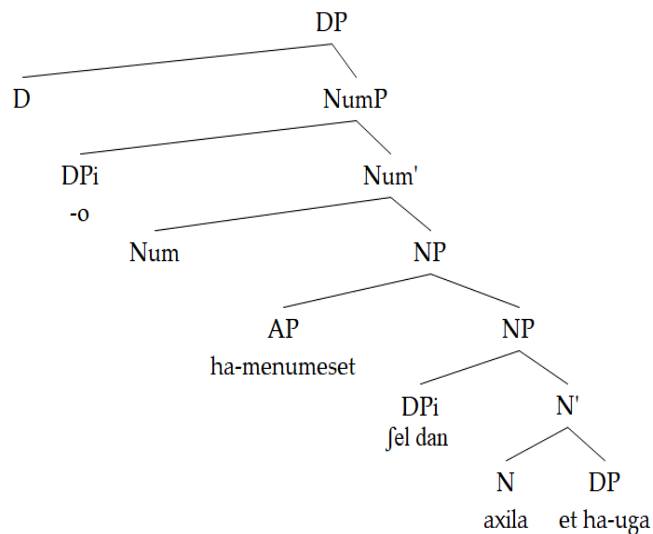 DP
D NumP
DPi Num'
-o
Num NP
AP NP
ha-menumeset
DPi N'
ʃel dan
N DP
axila et ha-uga